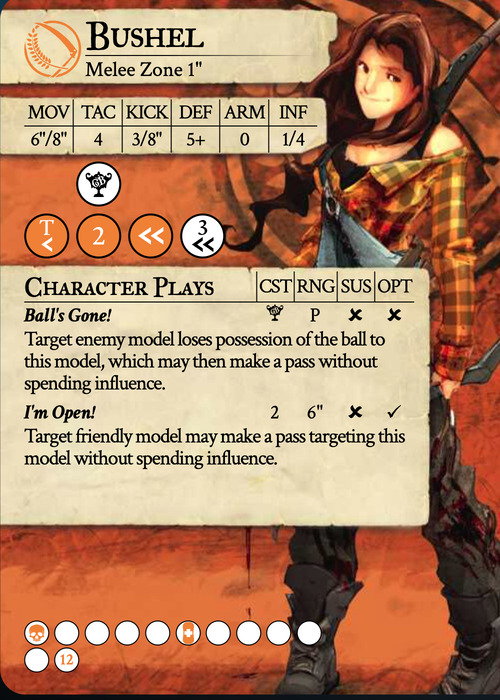 Bushel
Melee Zone 1"
MOV TAC KICK DEF ARM INF
6"/8" 4 3/8" 5+ 0 1/4
GB
T < 2 << 3 <<
Character Plays CST RNG SUS OPT
Ball's Gone! GB P ✘ ✘
Target enemy model loses possession of the ball to
this model, which may then make a pass without
spending influence.
I'm Open! 2 6" ✘ ✓
Target friendly model may make a pass targeting this
model without spending influence.
12